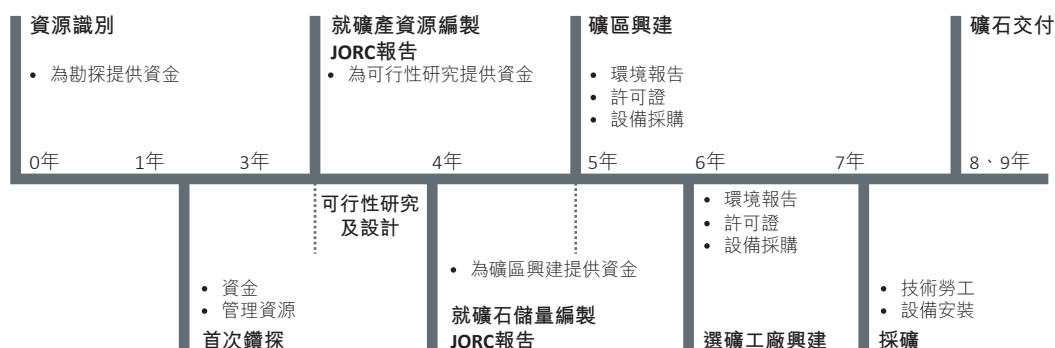 資源識別
• 為勘探提供資金
就礦產資源編製
JORC報告
• 為可行性研究提供資金
礦區興建
• 環境報告
• 許可證
• 設備採購
礦石交付
0年 1年 3年 4年 5年 6年 7年 8、9年
• 資金
• 管理資源
首次鑽探
可行性研究
及設計
• 為礦區興建提供資金
就礦石儲量編製
JORC報告
• 環境報告
• 許可證
• 設備採購
選礦工廠興建
• 技術勞工
• 設備安裝
採礦